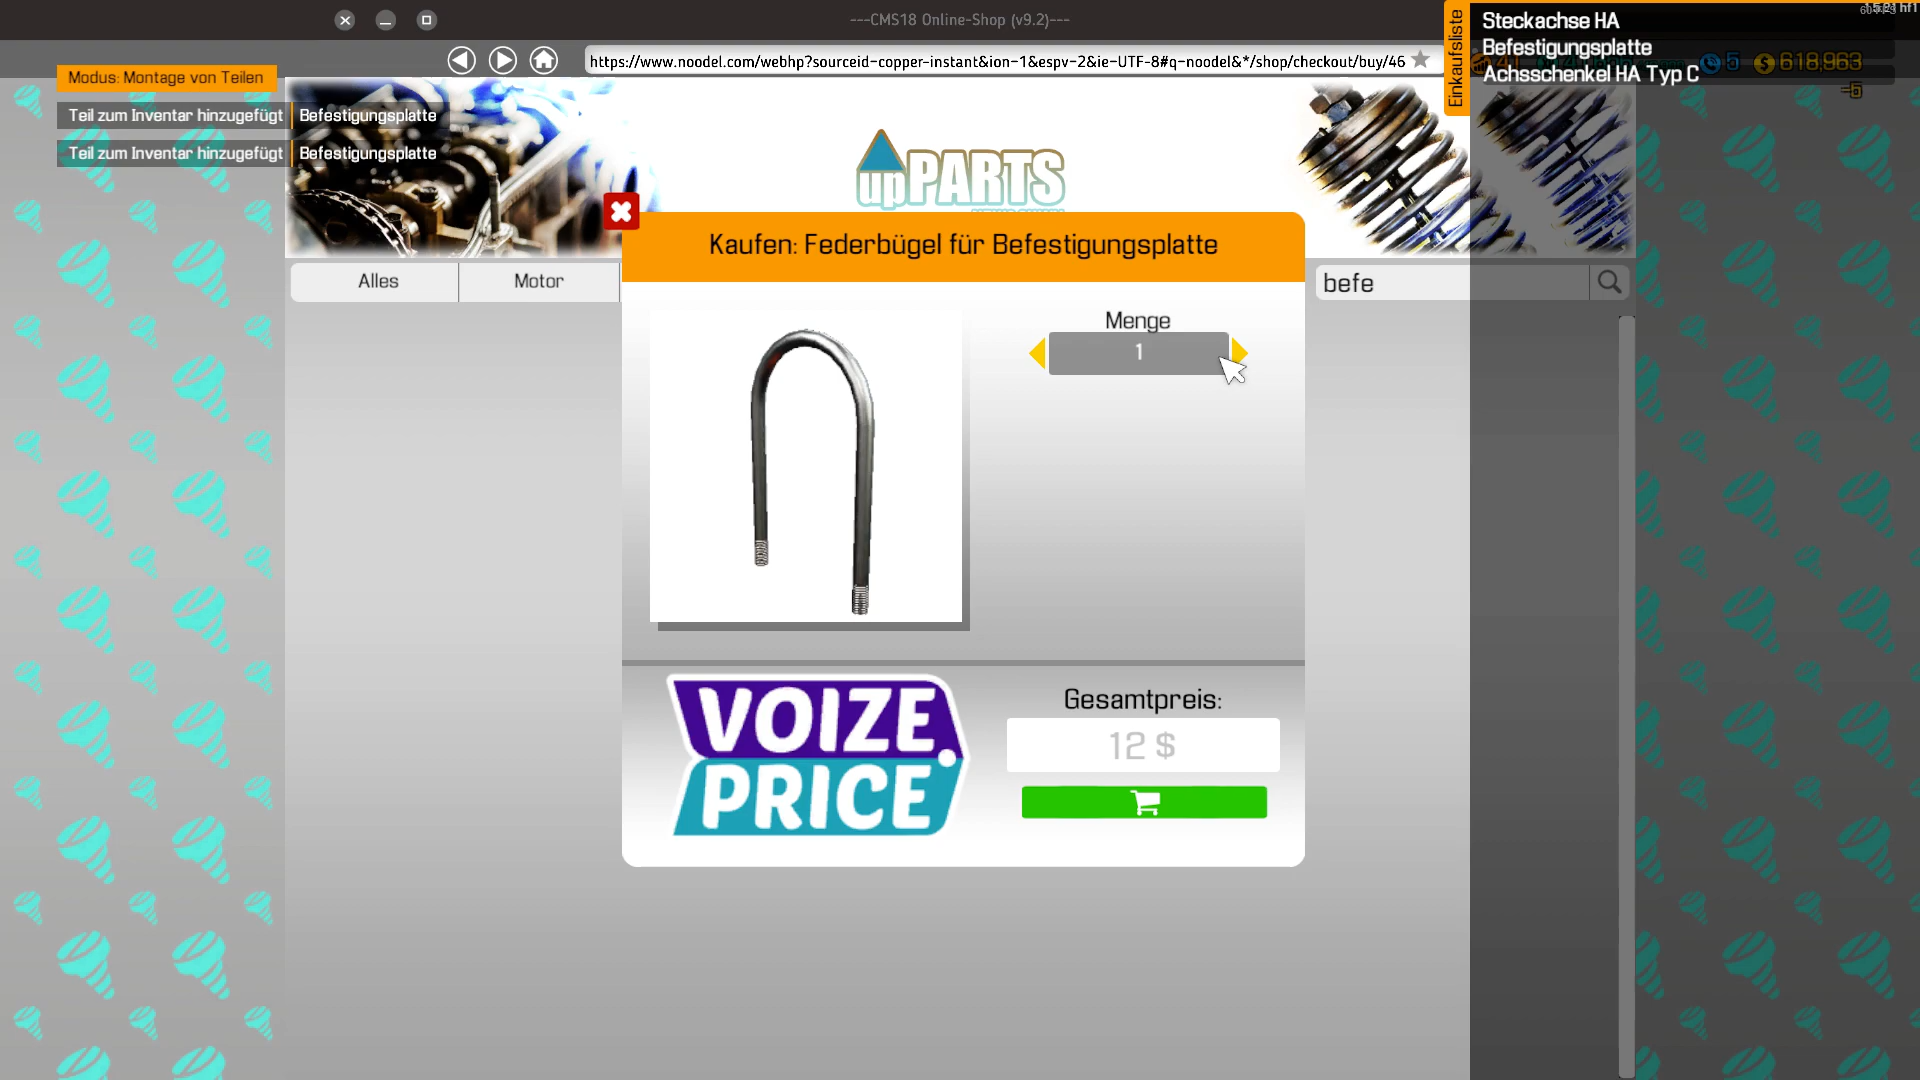 ---CMS18 Online-Shop (v9.2)---
https://www.noodel.com/webhp?sourceid-copper-instant&ion-1&espv-2&ie-UTF-8#q-noodel&*/shop/checkout/buy/46
Einkaufsliste
Steckachse HA
Befestigungsplatte
Achsschenkel HA Typ C
5
618,963
-6
Modus: Montage von Teilen
Teil zum Inventar hinzugefügt
Befestigungsplatte
Teil zum Inventar hinzugefügt
Befestigungsplatte
upPARTS
Kaufen: Federbügel für Befestigungsplatte
Alles
Motor
befe
Menge
1
VOIZE.
PRICE
Gesamtpreis:
12 $